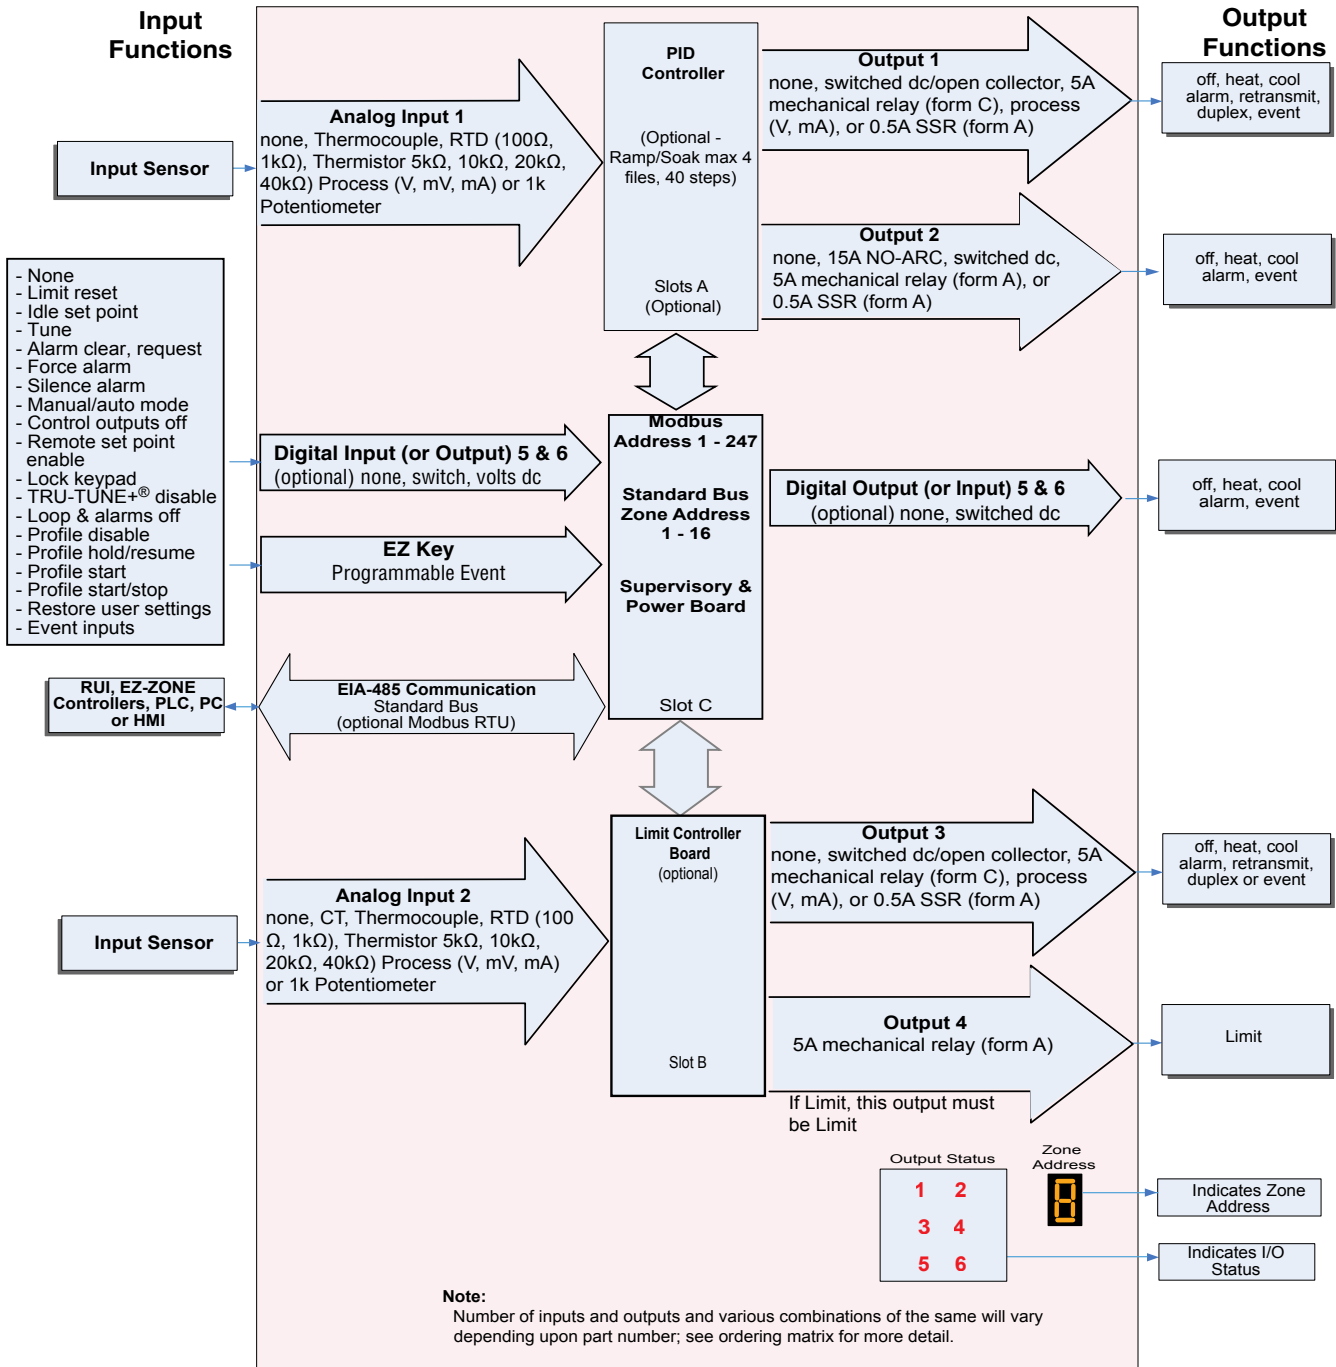 Input
Functions
Output
Functions
PID
Controller
(Optional -
Ramp/Soak max 4
files, 40 steps)
Slots A
(Optional)
Output 1
none, switched dc/open collector, 5A
mechanical relay (form C), process
(V, mA), or 0.5A SSR (form A)
off, heat, cool
alarm, retransmit,
duplex, event
Analog Input 1
none, Thermocouple, RTD (100Ω,
1kΩ), Thermistor 5kΩ, 10kΩ, 20kΩ,
40kΩ) Process (V, mV, mA) or 1k
Potentiometer
Input Sensor
Output 2
none, 15A NO-ARC, switched dc,
5A mechanical relay (form A), or
0.5A SSR (form A)
off, heat, cool
alarm, event
- None
- Limit reset
- Idle set point
- Tune
- Alarm clear, request
- Force alarm
- Silence alarm
- Manual/auto mode
- Control outputs off
- Remote set point
enable
- Lock keypad
- TRU-TUNE+® disable
- Loop & alarms off
- Profile disable
- Profile hold/resume
- Profile start
- Profile start/stop
- Restore user settings
- Event inputs
Digital Input (or Output) 5 & 6
(optional) none, switch, volts dc
EZ Key
Programmable Event
Modbus
Address 1 - 247
Standard Bus
Zone Address
1 - 16
Supervisory &
Power Board
Slot C
Digital Output (or Input) 5 & 6
(optional) none, switched dc
off, heat, cool
alarm, event
RUI, EZ-ZONE
Controllers, PLC, PC
or HMI
EIA-485 Communication
Standard Bus
(optional Modbus RTU)
Limit Controller
Board
(optional)
Slot B
Output 3
none, switched dc/open collector, 5A
mechanical relay (form C), process
(V, mA), or 0.5A SSR (form A)
off, heat, cool
alarm, retransmit,
duplex or event
Analog Input 2
none, CT, Thermocouple, RTD (100
Ω, 1kΩ), Thermistor 5kΩ, 10kΩ,
20kΩ, 40kΩ) Process (V, mV, mA)
or 1k Potentiometer
Input Sensor
Output 4
5A mechanical relay (form A)
If Limit, this output must
be Limit
Limit
Output Status
1 2
3 4
5 6
Zone
Address
8
Indicates Zone
Address
Indicates I/O
Status
Note:
Number of inputs and outputs and various combinations of the same will vary
depending upon part number; see ordering matrix for more detail.